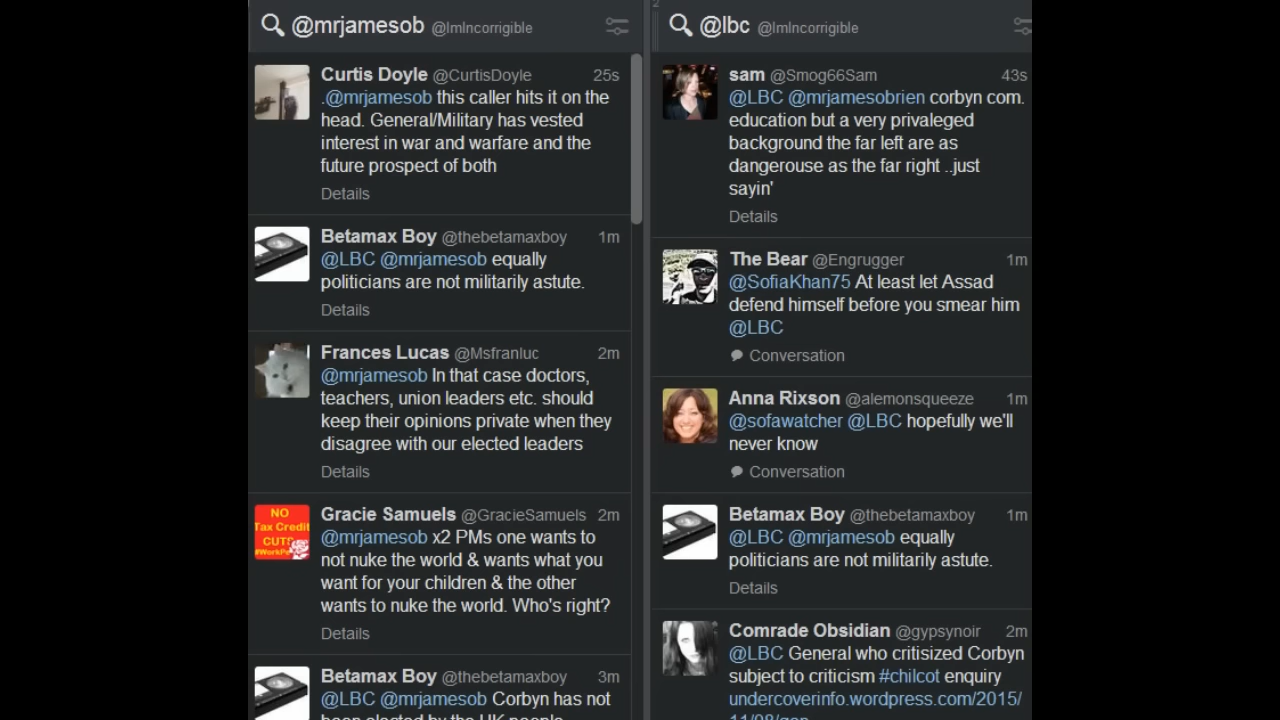 @mrjamesob @ImIncorrigible
Curtis Doyle @CurtisDoyle 25s
.@mrjamesob this caller hits it on the
head. General/Military has vested
interest in war and warfare and the
future prospect of both
Details
Betamax Boy @thebetamaxboy 1m
@LBC @mrjamesob equally
politicians are not militarily astute.
Details
Frances Lucas @Msfranluc 2m
@mrjamesob In that case doctors,
teachers, union leaders etc. should
keep their opinions private when they
disagree with our elected leaders
Details
NO
Tax Credit
CUTS
Gracie Samuels @GracieSamuels 2m
@mrjamesob x2 PMs one wants to
not nuke the world & wants what you
want for your children & the other
wants to nuke the world. Who's right?
Details
Betamax Boy @thebetamaxboy 3m
@LBC @mrjamesob Corbyn has not
been elected by the UK people
2
@lbc @ImIncorrigible
sam @Smog66Sam 43s
@LBC @mrjamesobrien corbyn com.
education but a very privaleged
background the far left are as
dangerouse as the far right ..just
sayin'
Details
The Bear @Engrugger 1m
@SofiaKhan75 At least let Assad
defend himself before you smear him
@LBC
Conversation
Anna Rixson @alemonsqueeze 1m
@sofawatcher @LBC hopefully we'll
never know
Conversation
Betamax Boy @thebetamaxboy 1m
@LBC @mrjamesob equally
politicians are not militarily astute.
Details
Comrade Obsidian @gypsynoir 2m
@LBC General who critisized Corbyn
subject to criticism #chilcot enquiry
undercoverinfo.wordpress.com/2015/
11/08/gen